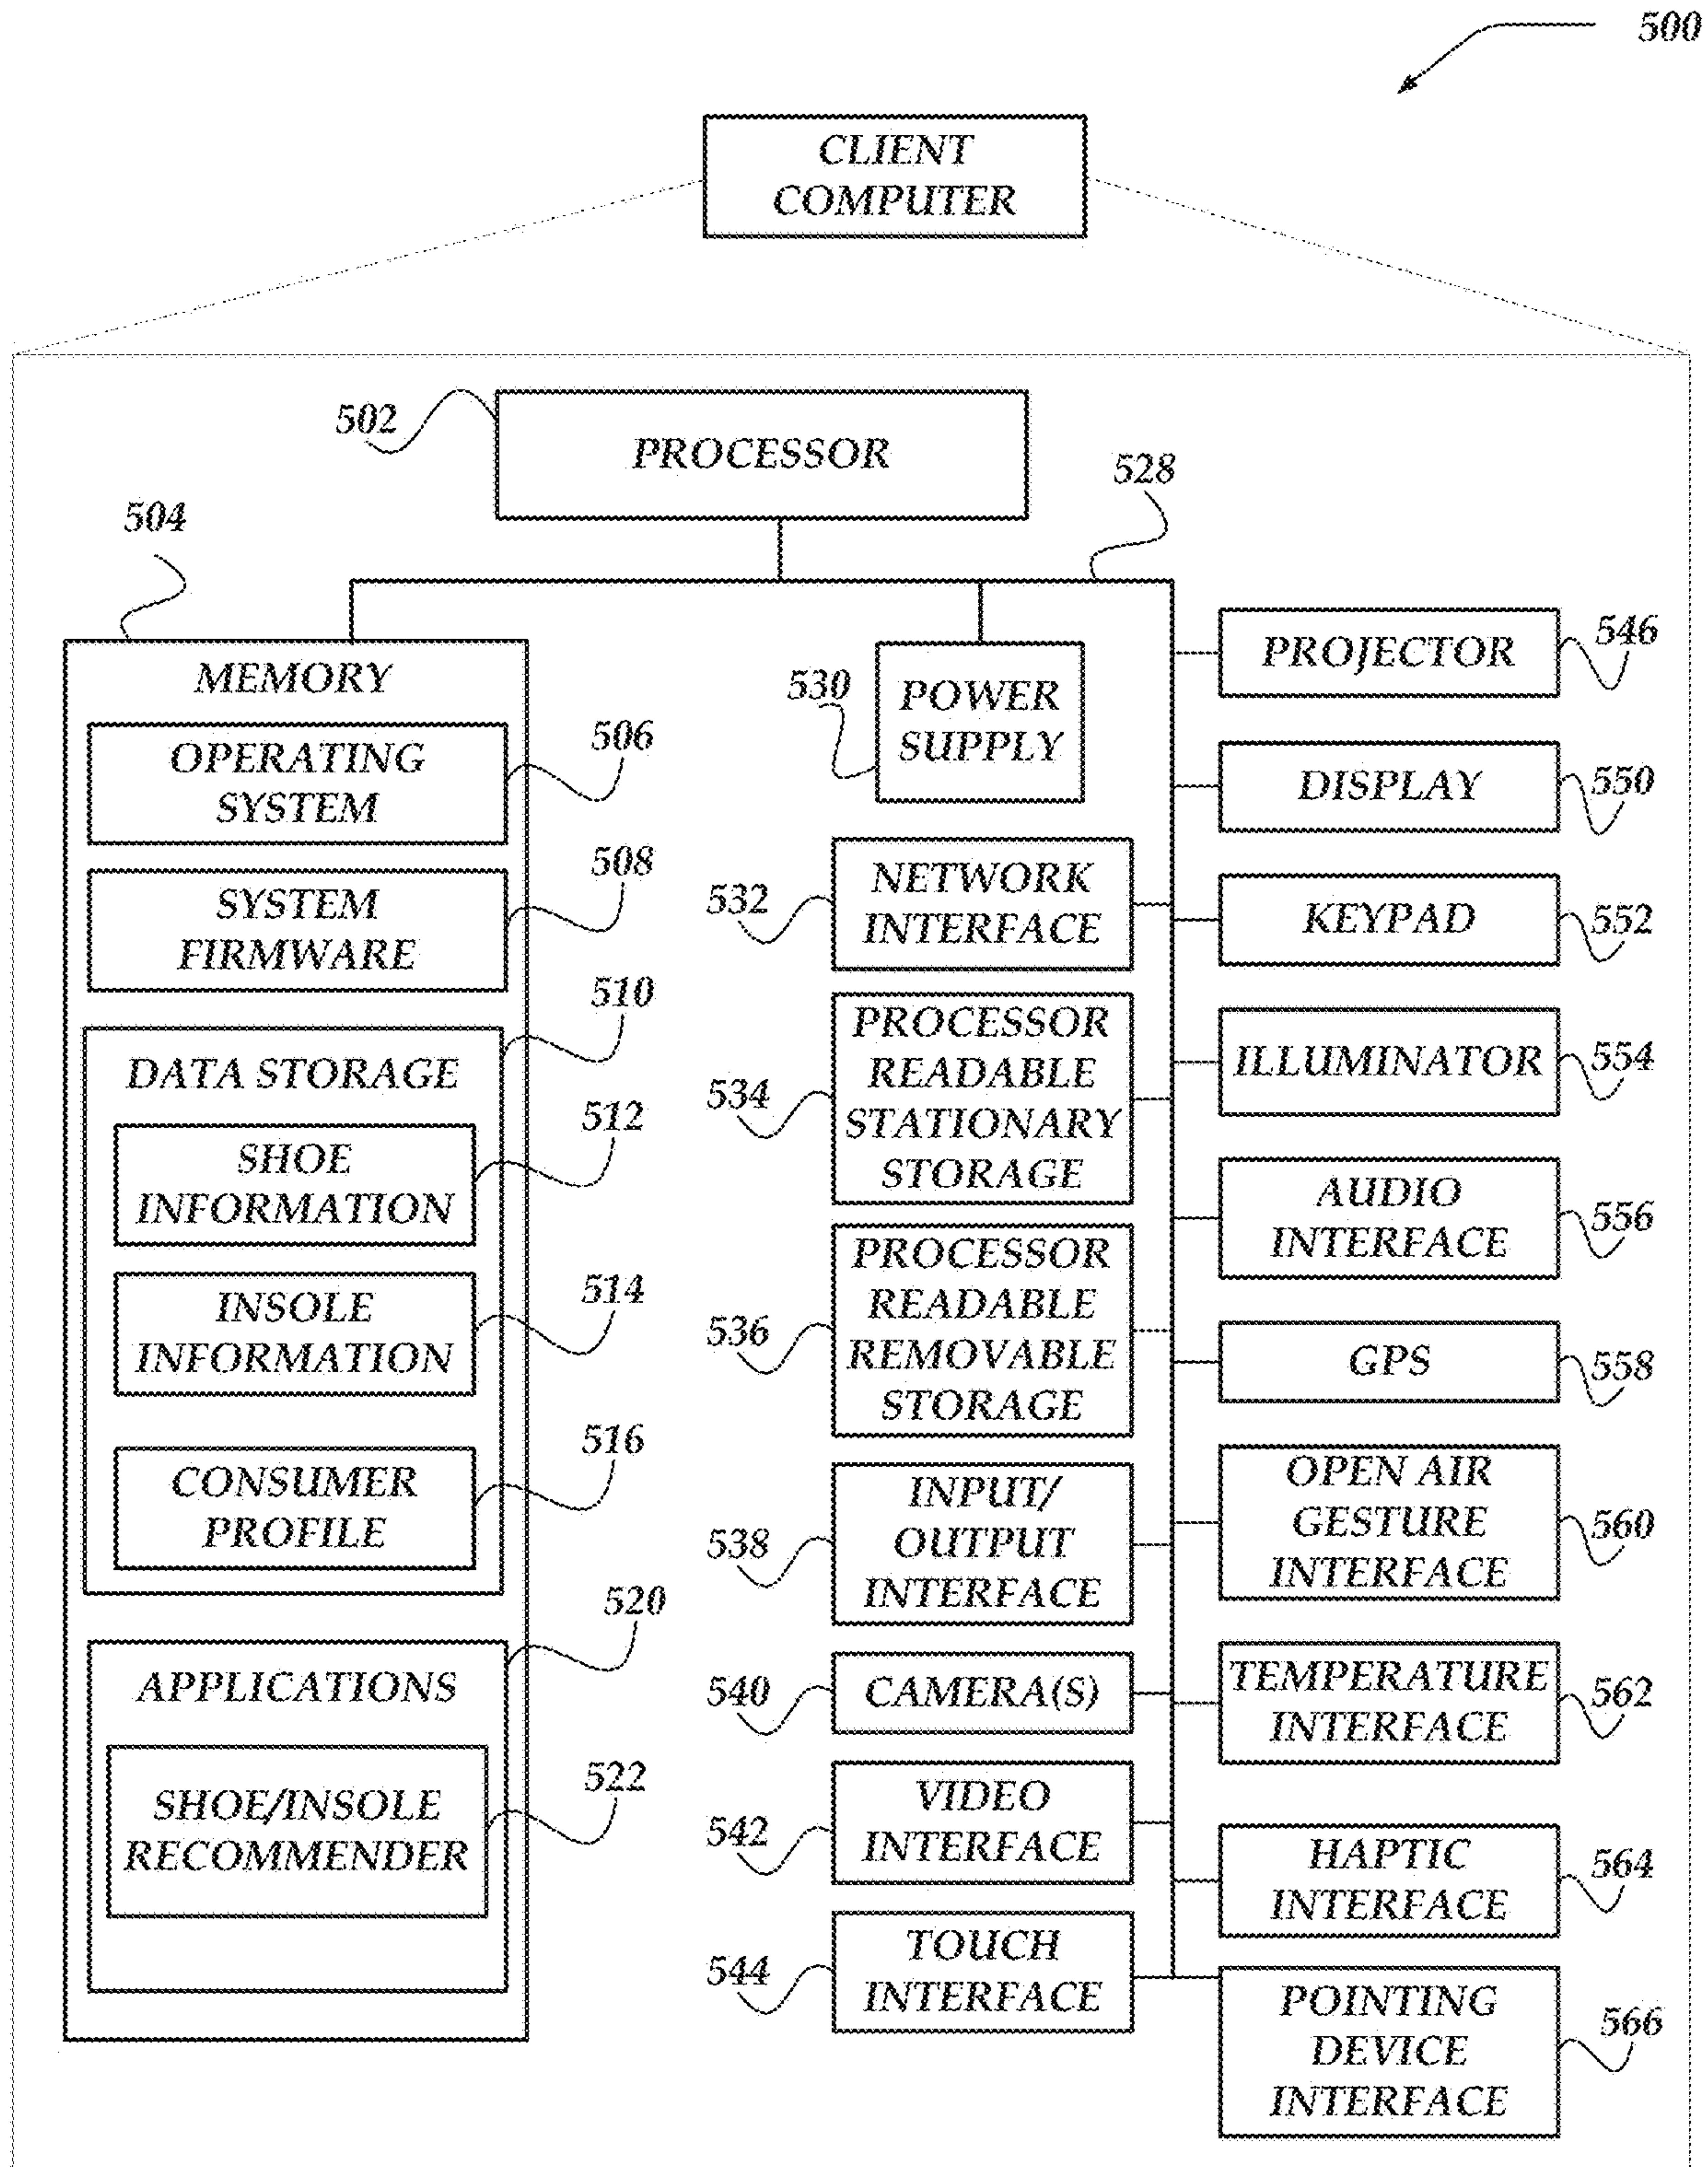 500
CLIENT
COMPUTER
502
PROCESSOR
528
504
MEMORY
OPERATING
SYSTEM
506
SYSTEM
FIRMWARE
508
DATA STORAGE
510
SHOE
INFORMATION
512
INSOLE
INFORMATION
514
CONSUMER
PROFILE
516
APPLICATIONS
520
SHOE/INSOLE
RECOMMENDER
522
530
POWER
SUPPLY
532
NETWORK
INTERFACE
534
PROCESSOR
READABLE
STATIONARY
STORAGE
536
PROCESSOR
READABLE
REMOVABLE
STORAGE
538
INPUT/
OUTPUT
INTERFACE
540
CAMERA(S)
542
VIDEO
INTERFACE
544
TOUCH
INTERFACE
PROJECTOR
546
DISPLAY
550
KEYPAD
552
ILLUMINATOR
554
AUDIO
INTERFACE
556
GPS
558
OPEN AIR
GESTURE
INTERFACE
560
TEMPERATURE
INTERFACE
562
HAPTIC
INTERFACE
564
POINTING
DEVICE
INTERFACE
566